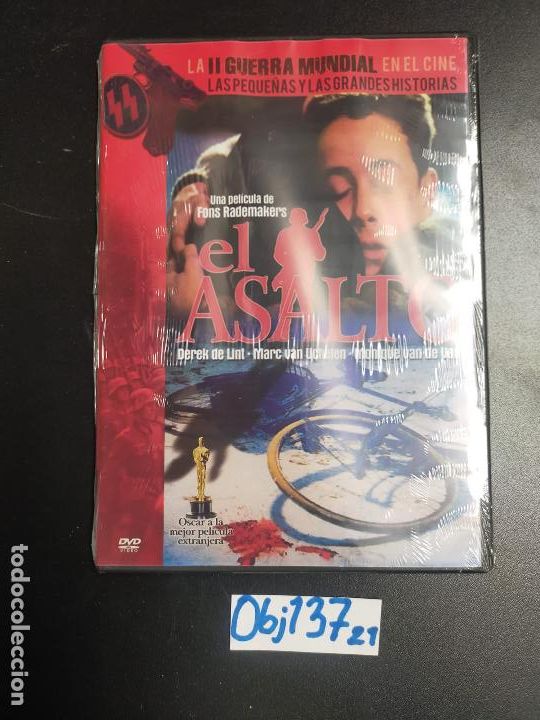 LA II GUERRA MUNDIAL EN EL CINE,
LAS PEQUEÑAS Y LAS GRANDES HISTORIAS
Una película de
Fons Rademakers
el
ASALTO
Derek de Lint · Marc van Uchelen · Monique van de Ven
Oscar a la
mejor película
extranjera
DVD
VIDEO
Obj137 21
todocoleccion